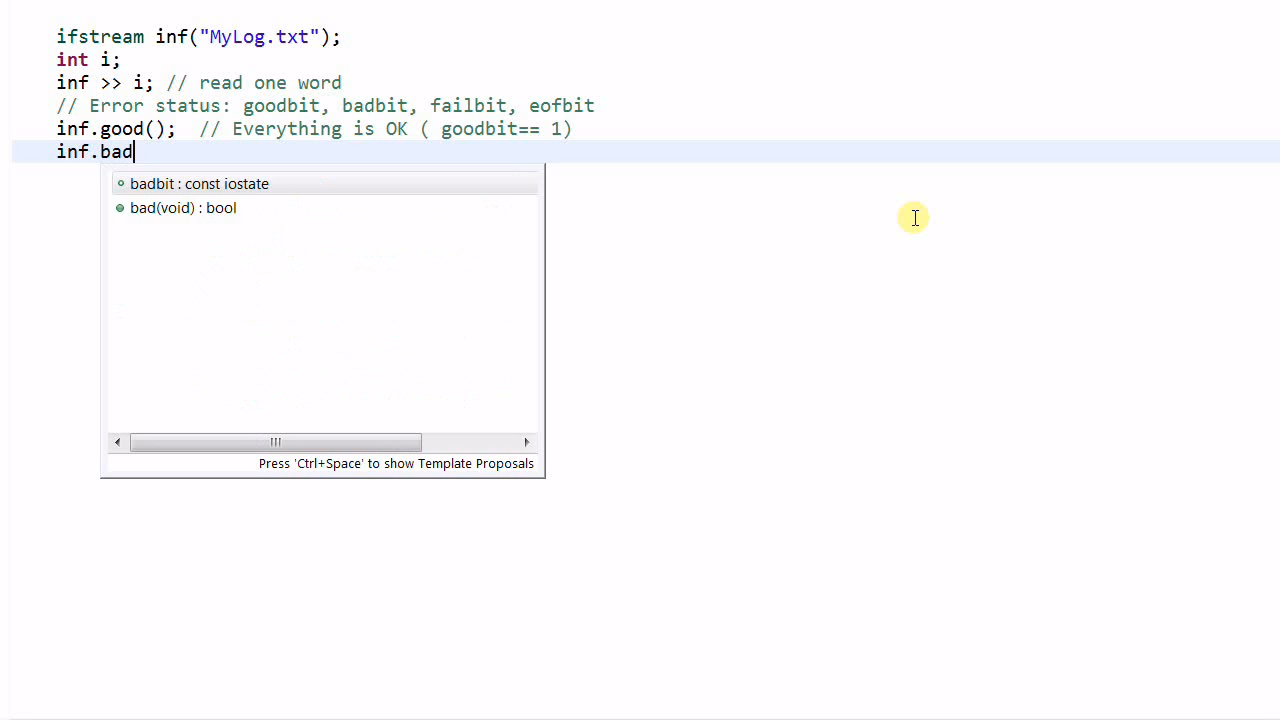 ifstream inf("MyLog.txt");
int i;
inf >> i; // read one word
// Error status: goodbit, badbit, failbit, eofbit
inf.good();  // Everything is OK ( goodbit== 1)
inf.bad
badbit : const iostate
bad(void) : bool
Press 'Ctrl+Space' to show Template Proposals